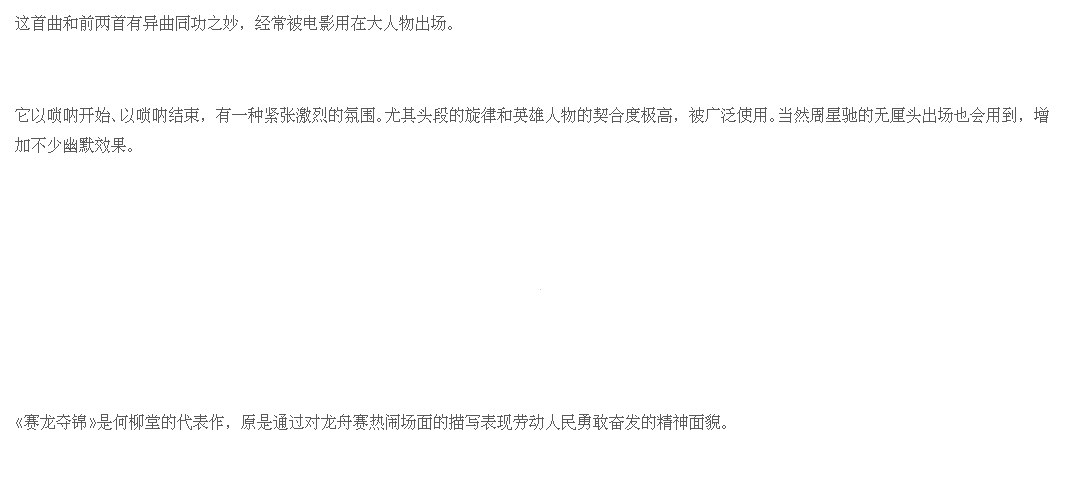 这首曲和前两首有异曲同功之妙，经常被电影用在大人物出场。
它以唢呐开始、以唢呐结束，有一种紧张激烈的氛围。尤其头段的旋律和英雄人物的契合度极高，被广泛使用。当然周星驰的无厘头出场也会用到，增
加不少幽默效果。
《赛龙夺锦》是何柳堂的代表作，原是通过对龙舟赛热闹场面的描写表现劳动人民勇敢奋发的精神面貌。